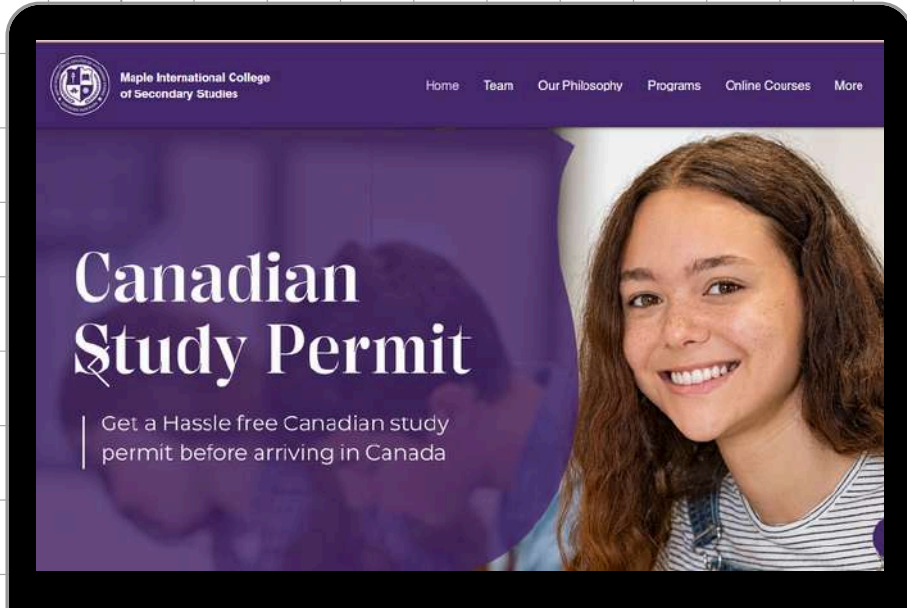 Maple International College
of Secondary Studies
Home Team Our Philosophy Programs Online Courses More
Canadian
Study Permit
Get a Hassle free Canadian study
permit before arriving in Canada